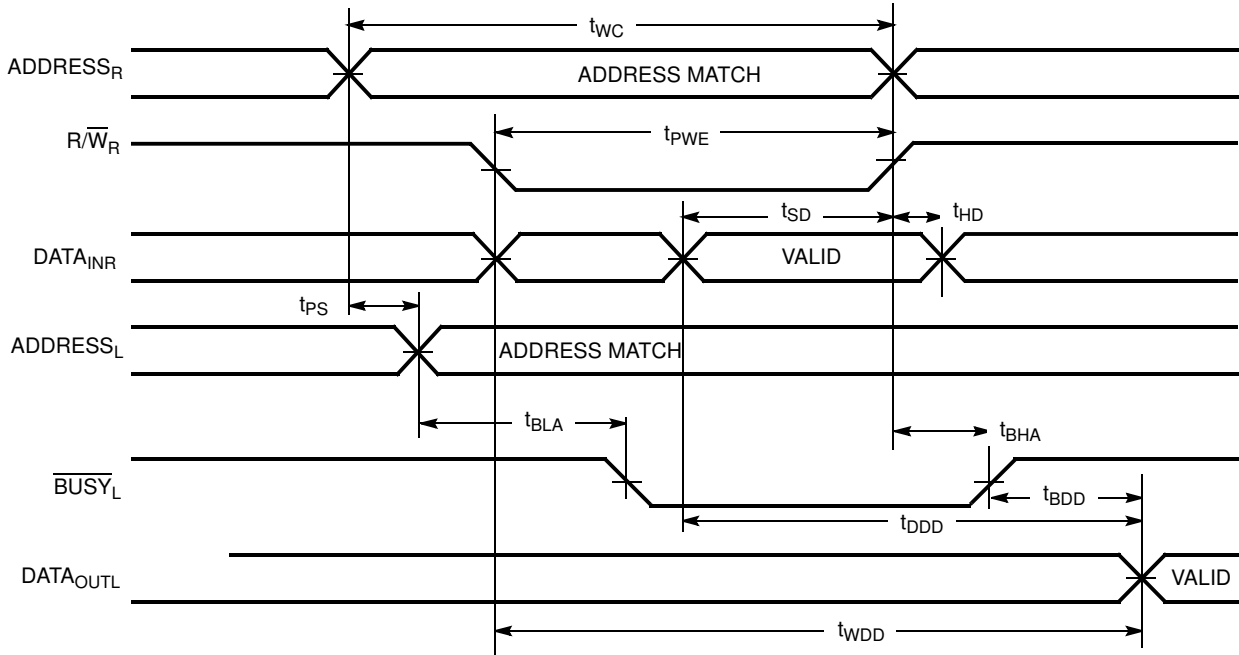 tWC
ADDRESSR
ADDRESS MATCH
R/W̅R
tPWE
tSD
tHD
DATAINR
VALID
tPS
ADDRESSL
ADDRESS MATCH
tBLA
tBHA
B̅U̅S̅Y̅L
tBDD
tDDD
DATAOUTL
VALID
tWDD